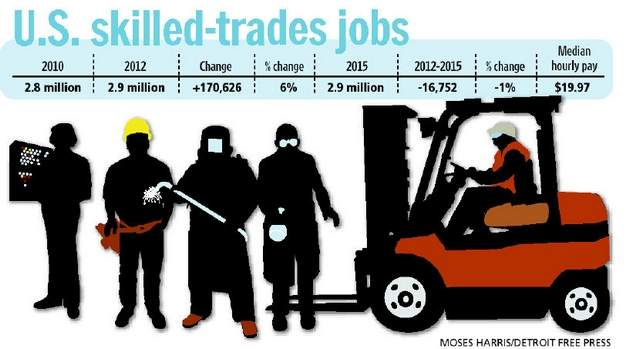 U.S. skilled-trades jobs
Median
2010 2012 Change % change 2015 2012-2015 % change hourly pay
2.8 million 2.9 million +170,626 6% 2.9 million -16,752 -1% $19.97
MOSES HARRIS/DETROIT FREE PRESS